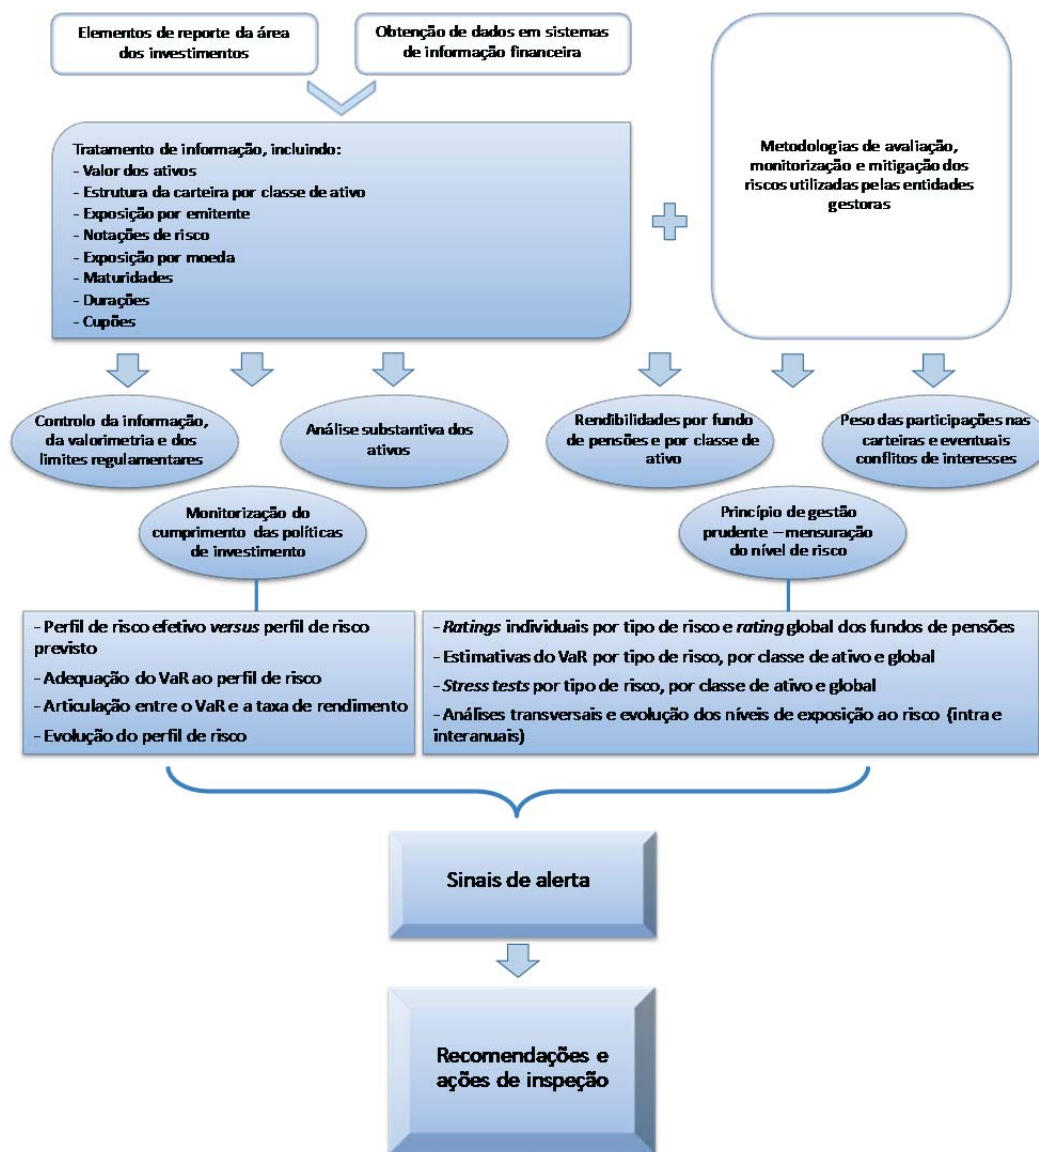 Elementos de reporte da área
dos investimentos
Obtenção de dados em sistemas
de informação financeira
Tratamento de informação, incluindo:
- Valor dos ativos
- Estrutura da carteira por classe de ativo
- Exposição por emitente
- Notações de risco
- Exposição por moeda
- Maturidades
- Durações
- Cupões
Metodologias de avaliação,
monitorização e mitigação dos
riscos utilizadas pelas entidades
gestoras
Controlo da informação,
da valorimetria e dos
limites regulamentares
Análise substantiva dos
ativos
Rendibilidades por fundo
de pensões e por classe de
ativo
Peso das participações nas
carteiras e eventuais
conflitos de interesses
Monitorização do
cumprimento das políticas
de investimento
Princípio de gestão
prudente – mensuração
do nível de risco
- Perfil de risco efetivo versus perfil de risco
previsto
- Adequação do VaR ao perfil de risco
- Articulação entre o VaR e a taxa de rendimento
- Evolução do perfil de risco
- Ratings individuais por tipo de risco e rating global dos fundos de pensões
- Estimativas do VaR por tipo de risco, por classe de ativo e global
- Stress tests por tipo de risco, por classe de ativo e global
- Análises transversais e evolução dos níveis de exposição ao risco (intra e
interanuais)
Sinais de alerta
Recomendações e
ações de inspeção